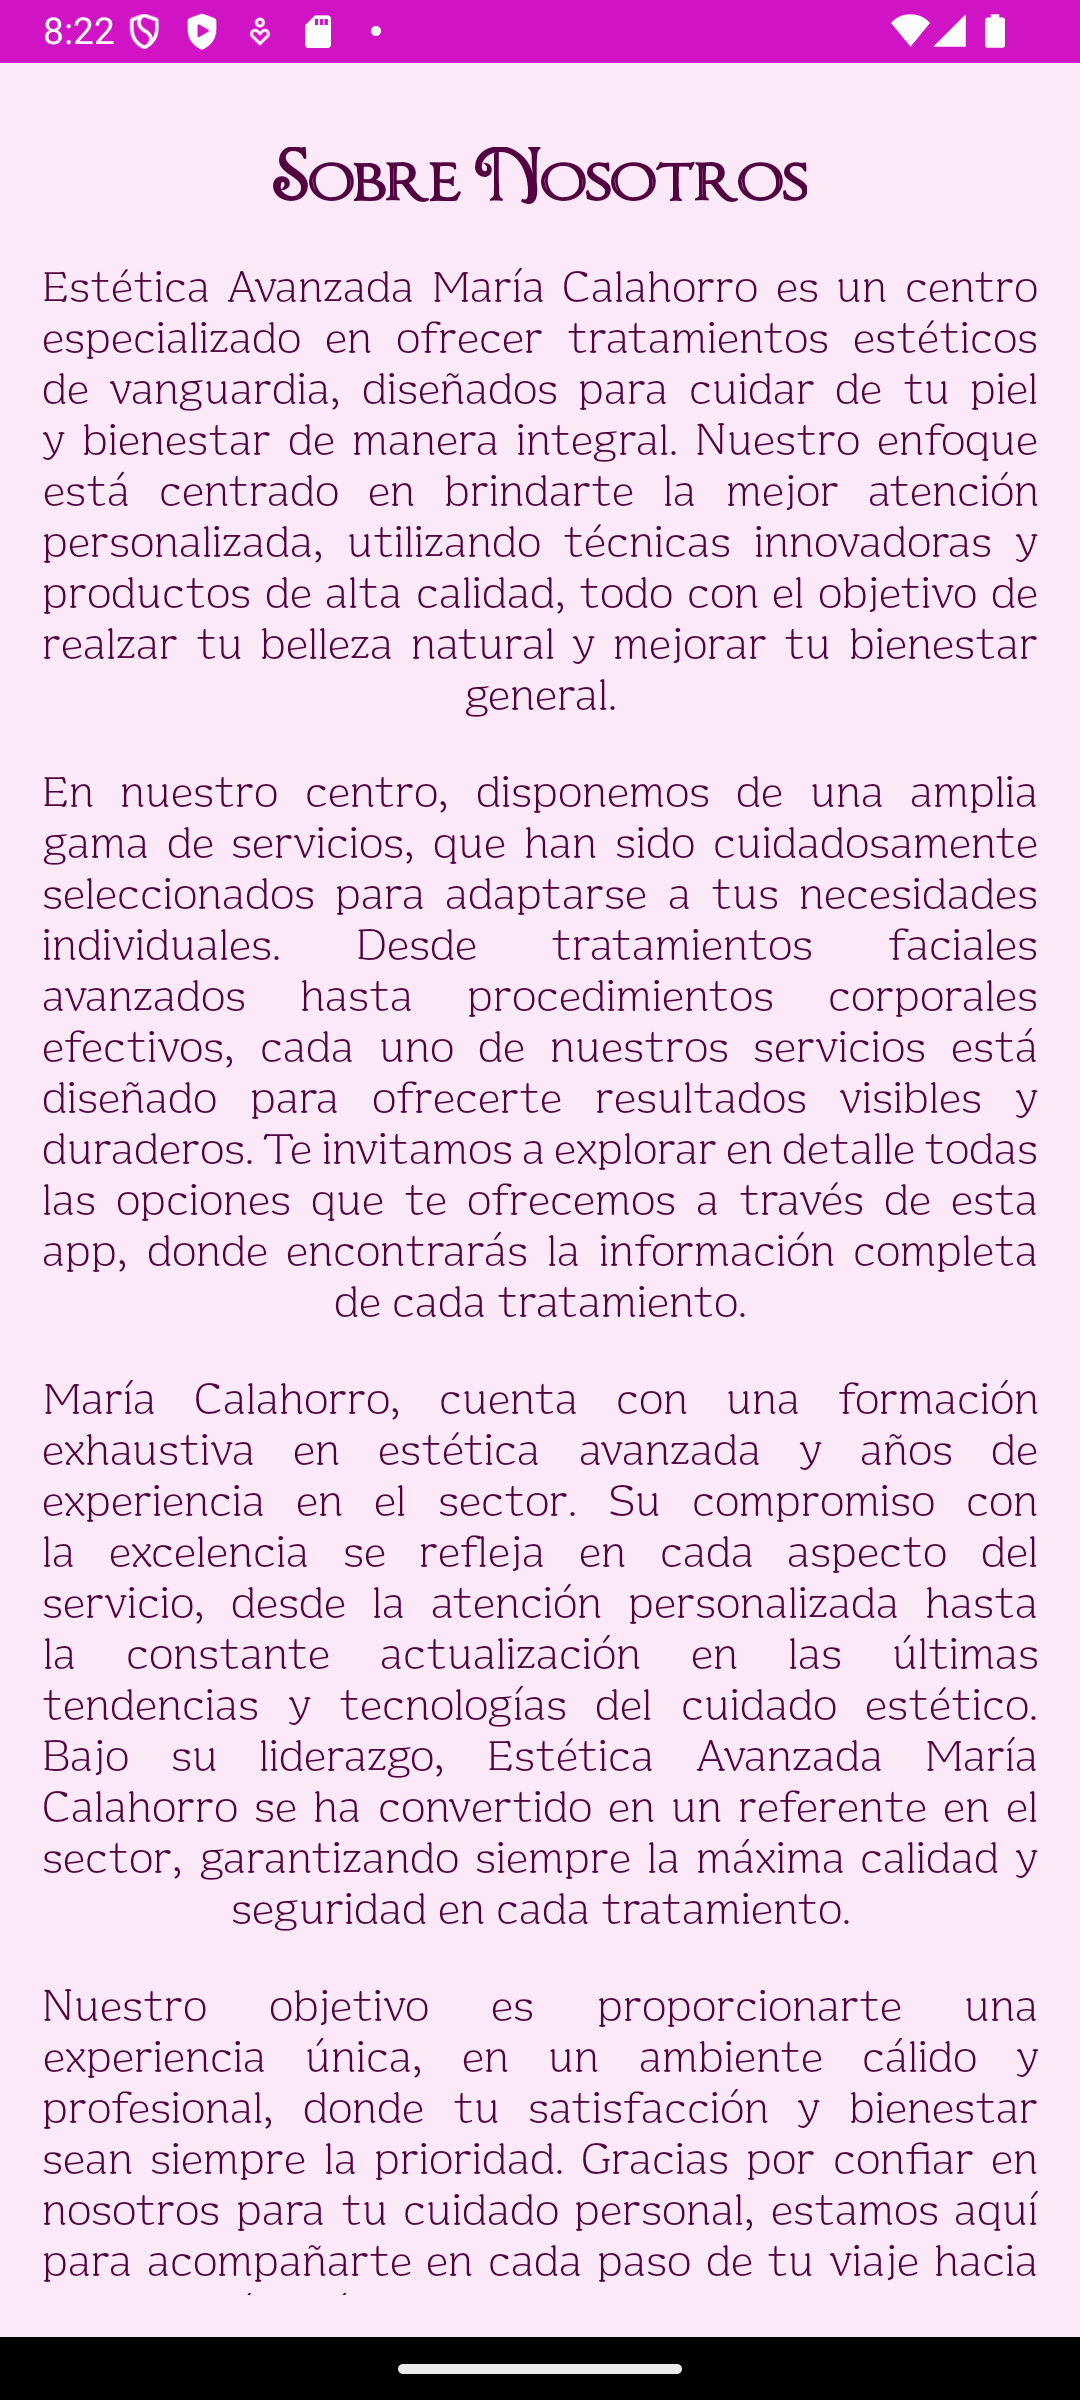 8:22
Sobre Nosotros
Estética Avanzada María Calahorro es un centro
especializado en ofrecer tratamientos estéticos
de vanguardia, diseñados para cuidar de tu piel
y bienestar de manera integral. Nuestro enfoque
está centrado en brindarte la mejor atención
personalizada, utilizando técnicas innovadoras y
productos de alta calidad, todo con el objetivo de
realzar tu belleza natural y mejorar tu bienestar
general.
En nuestro centro, disponemos de una amplia
gama de servicios, que han sido cuidadosamente
seleccionados para adaptarse a tus necesidades
individuales. Desde tratamientos faciales
avanzados hasta procedimientos corporales
efectivos, cada uno de nuestros servicios está
diseñado para ofrecerte resultados visibles y
duraderos. Te invitamos a explorar en detalle todas
las opciones que te ofrecemos a través de esta
app, donde encontrarás la información completa
de cada tratamiento.
María Calahorro, cuenta con una formación
exhaustiva en estética avanzada y años de
experiencia en el sector. Su compromiso con
la excelencia se refleja en cada aspecto del
servicio, desde la atención personalizada hasta
la constante actualización en las últimas
tendencias y tecnologías del cuidado estético.
Bajo su liderazgo, Estética Avanzada María
Calahorro se ha convertido en un referente en el
sector, garantizando siempre la máxima calidad y
seguridad en cada tratamiento.
Nuestro objetivo es proporcionarte una
experiencia única, en un ambiente cálido y
profesional, donde tu satisfacción y bienestar
sean siempre la prioridad. Gracias por confiar en
nosotros para tu cuidado personal, estamos aquí
para acompañarte en cada paso de tu viaje hacia